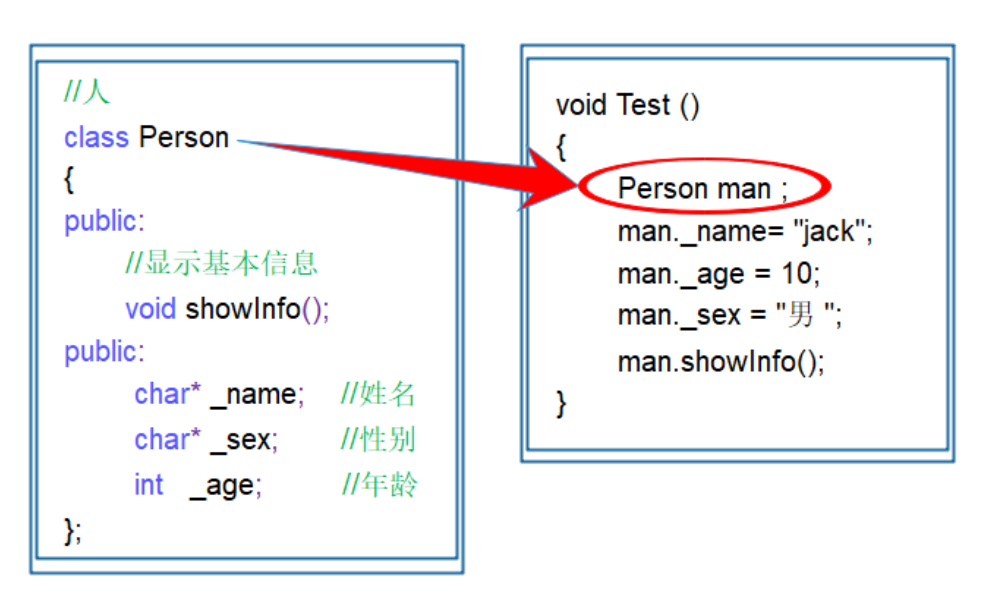 //人
class Person
{
public:
//显示基本信息
void showInfo();
public:
char* _name; //姓名
char* _sex; //性别
int _age; //年龄
};
void Test ()
{
Person man ;
man._name= "jack";
man._age = 10;
man._sex = "男 ";
man.showInfo();
}